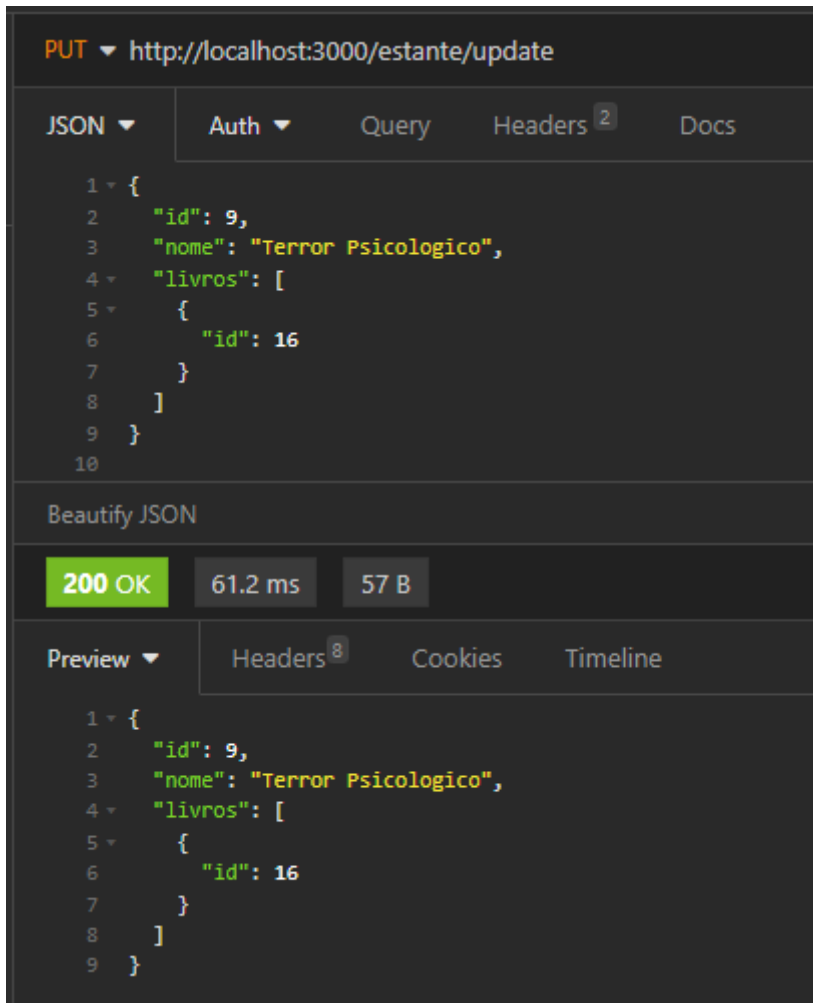 PUT http://localhost:3000/estante/update
JSON Auth Query Headers 2 Docs
1 {
2 "id": 9,
3 "nome": "Terror Psicologico",
4 "livros": [
5 {
6 "id": 16
7 }
8 ]
9 }
10
Beautify JSON
200 OK 61.2 ms 57 B
Preview Headers 8 Cookies Timeline
1 {
2 "id": 9,
3 "nome": "Terror Psicologico",
4 "livros": [
5 {
6 "id": 16
7 }
8 ]
9 }